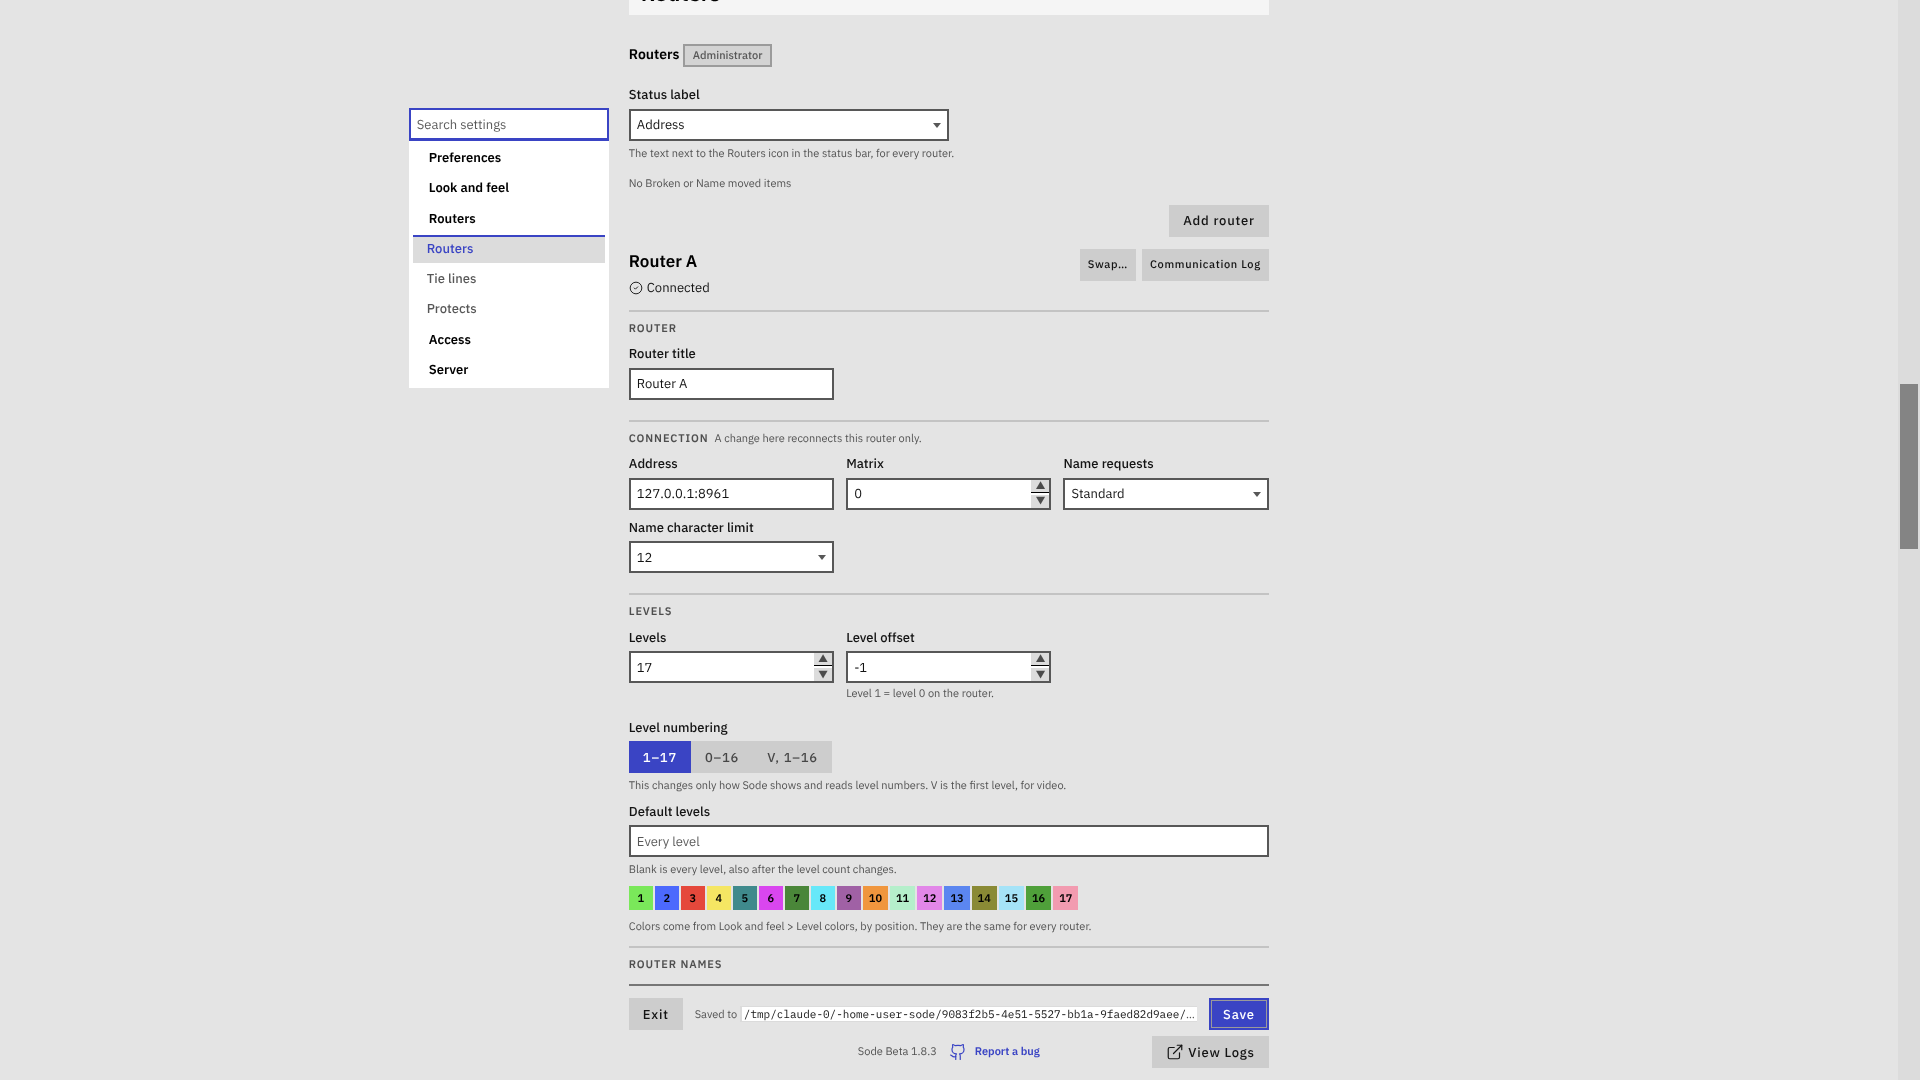 Routers Administrator
Status label
Address
The text next to the Routers icon in the status bar, for every router.
No Broken or Name moved items
Add router
Search settings
Preferences
Look and feel
Routers
Routers
Tie lines
Protects
Access
Server
Router A
Swap...
Communication Log
Connected
ROUTER
Router title
Router A
CONNECTION A change here reconnects this router only.
Address
Matrix
Name requests
127.0.0.1:8961
0
Standard
Name character limit
12
LEVELS
Levels
Level offset
17
-1
Level 1 = level 0 on the router.
Level numbering
1–17
0–16
V, 1–16
This changes only how Sode shows and reads level numbers. V is the first level, for video.
Default levels
Every level
Blank is every level, also after the level count changes.
1 2 3 4 5 6 7 8 9 10 11 12 13 14 15 16 17
Colors come from Look and feel > Level colors, by position. They are the same for every router.
ROUTER NAMES
Exit
Saved to /tmp/claude-0/-home-user-sode/9083f2b5-4e51-5527-bb1a-9faed82d9aee/…
Save
Sode Beta 1.8.3
Report a bug
View Logs